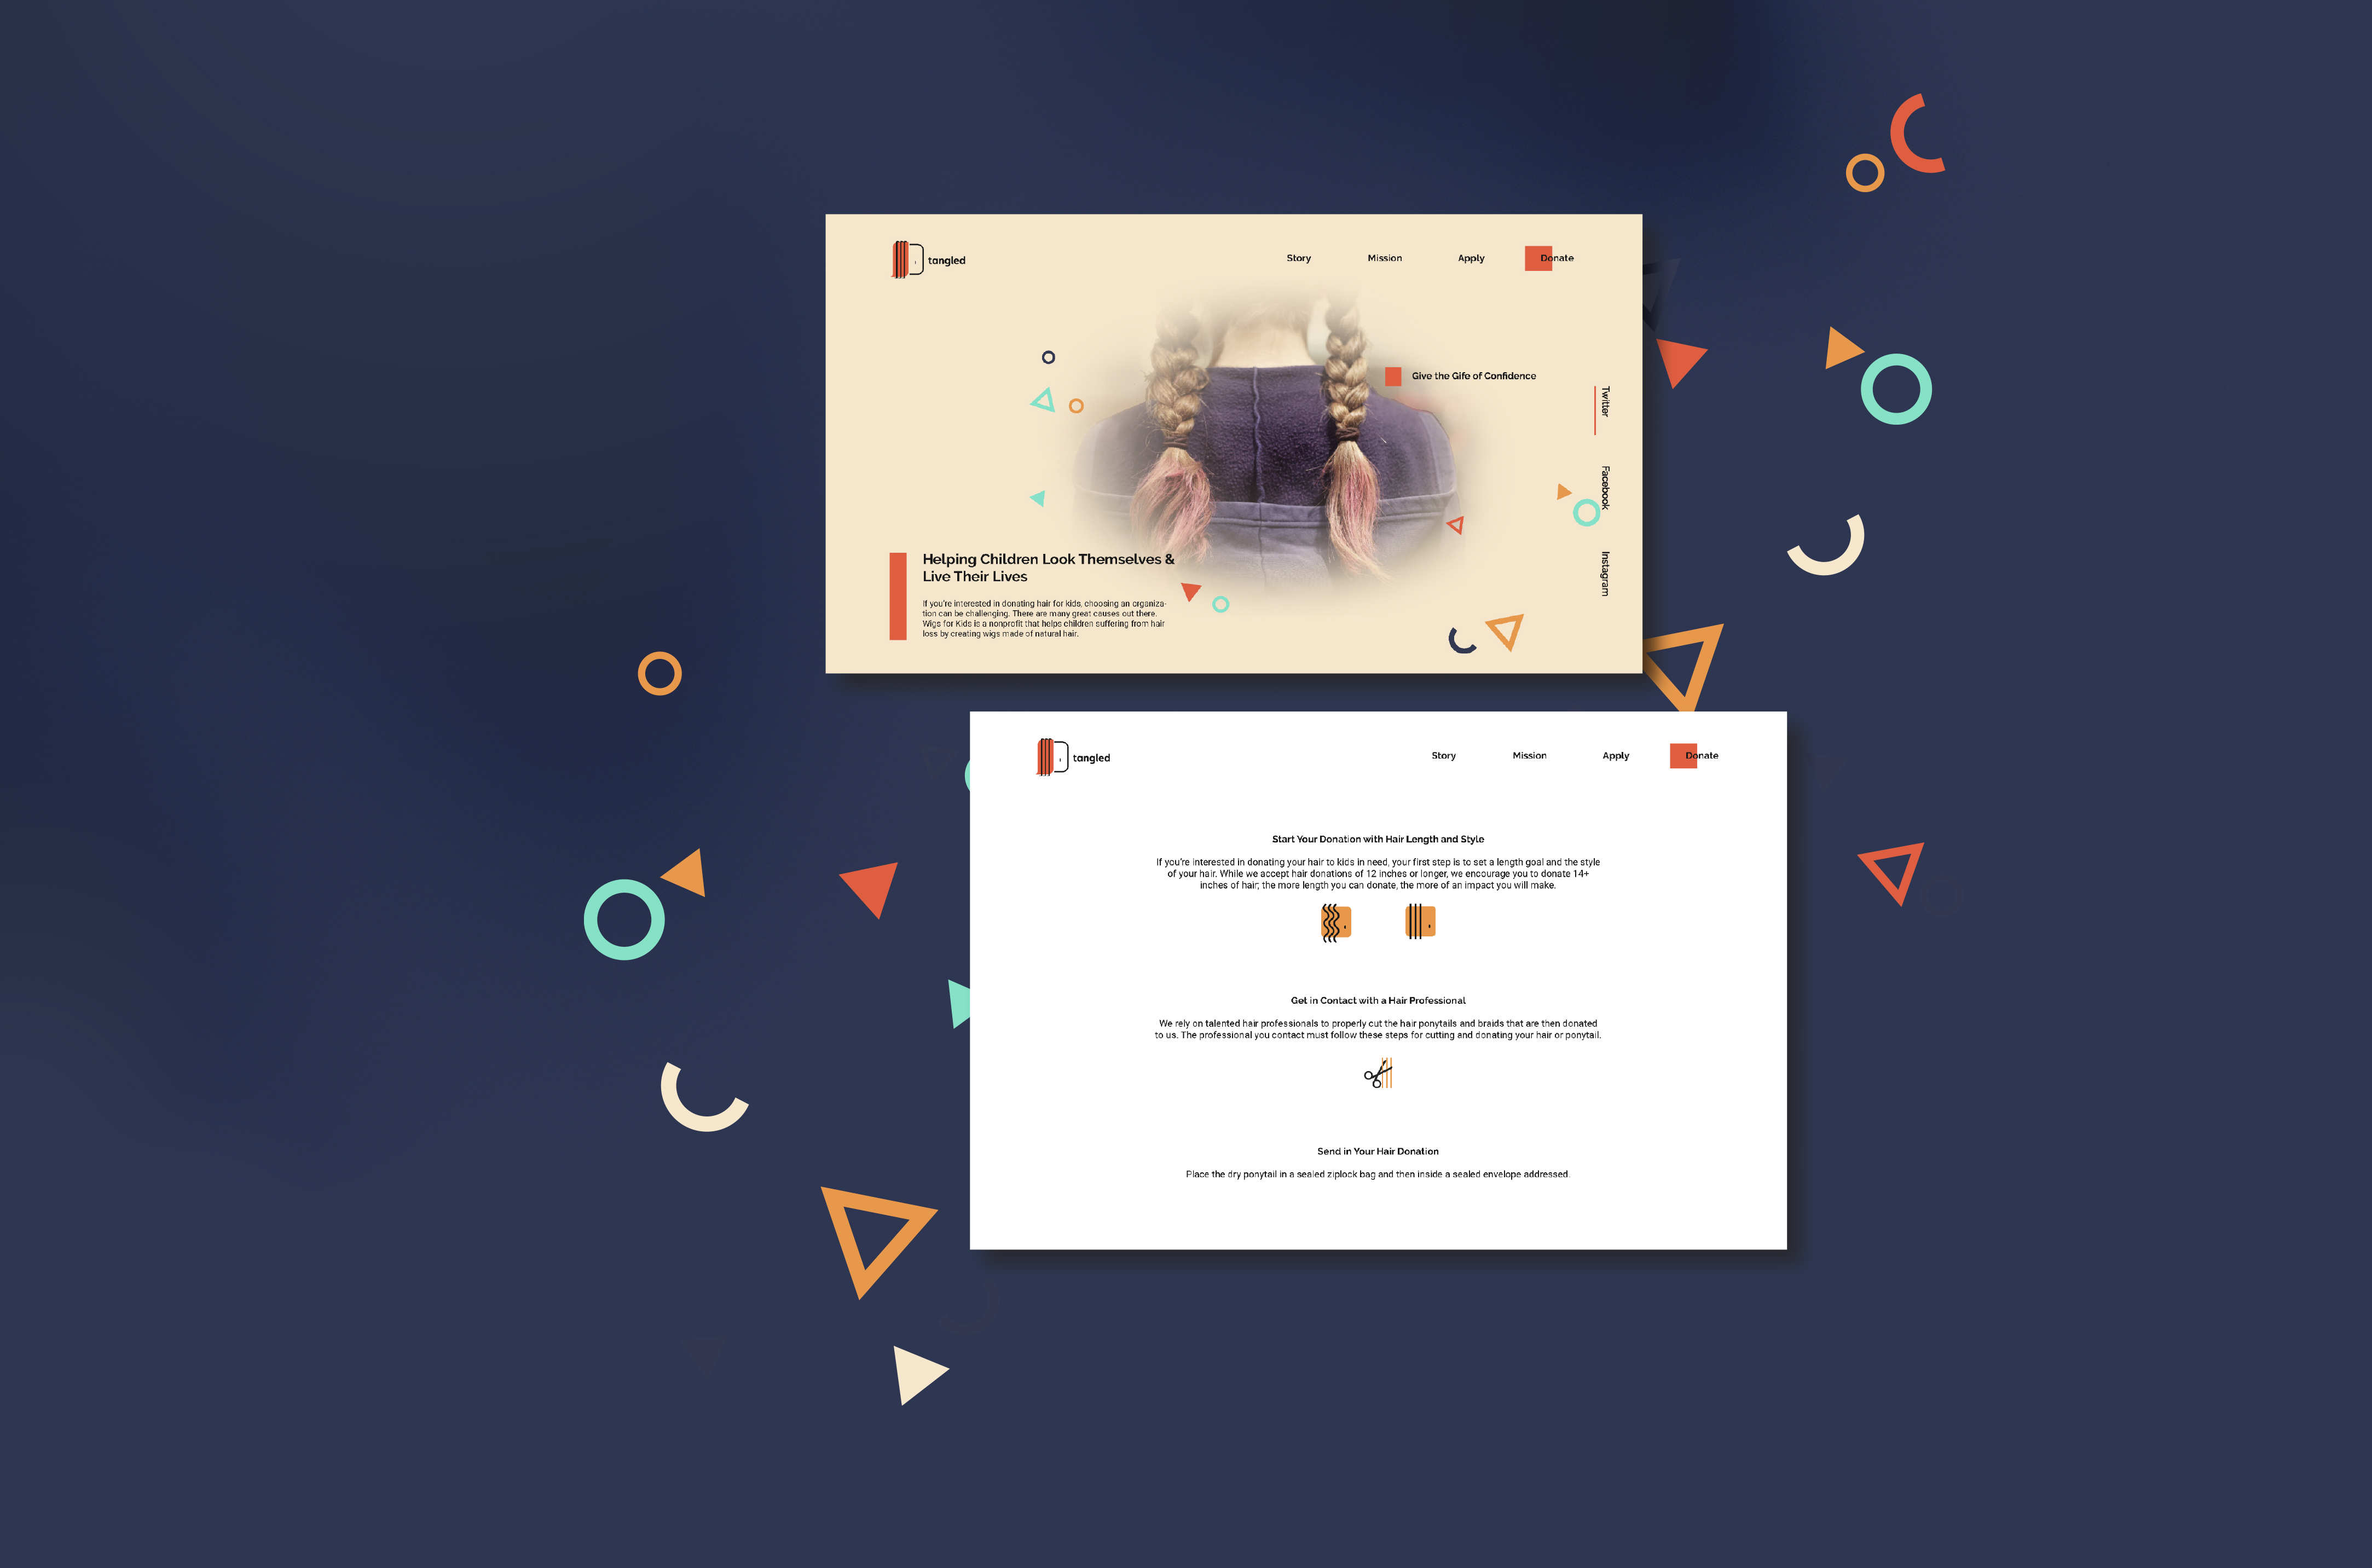 tangled
Story Mission Apply Donate
Give the Gife of Confidence
Twitter
Facebook
Instagram
Helping Children Look Themselves &
Live Their Lives
If you're interested in donating hair for kids, choosing an organiza-
tion can be challenging. There are many great causes out there.
Wigs for Kids is a nonprofit that helps children suffering from hair
loss by creating wigs made of natural hair.
tangled
Story Mission Apply Donate
Start Your Donation with Hair Length and Style
If you're interested in donating your hair to kids in need, your first step is to set a length goal and the style
of your hair. While we accept hair donations of 12 inches or longer, we encourage you to donate 14+
inches of hair; the more length you can donate, the more of an impact you will make.
Get in Contact with a Hair Professional
We rely on talented hair professionals to properly cut the hair ponytails and braids that are then donated
to us. The professional you contact must follow these steps for cutting and donating your hair or ponytail.
Send in Your Hair Donation
Place the dry ponytail in a sealed ziplock bag and then inside a sealed envelope addressed.